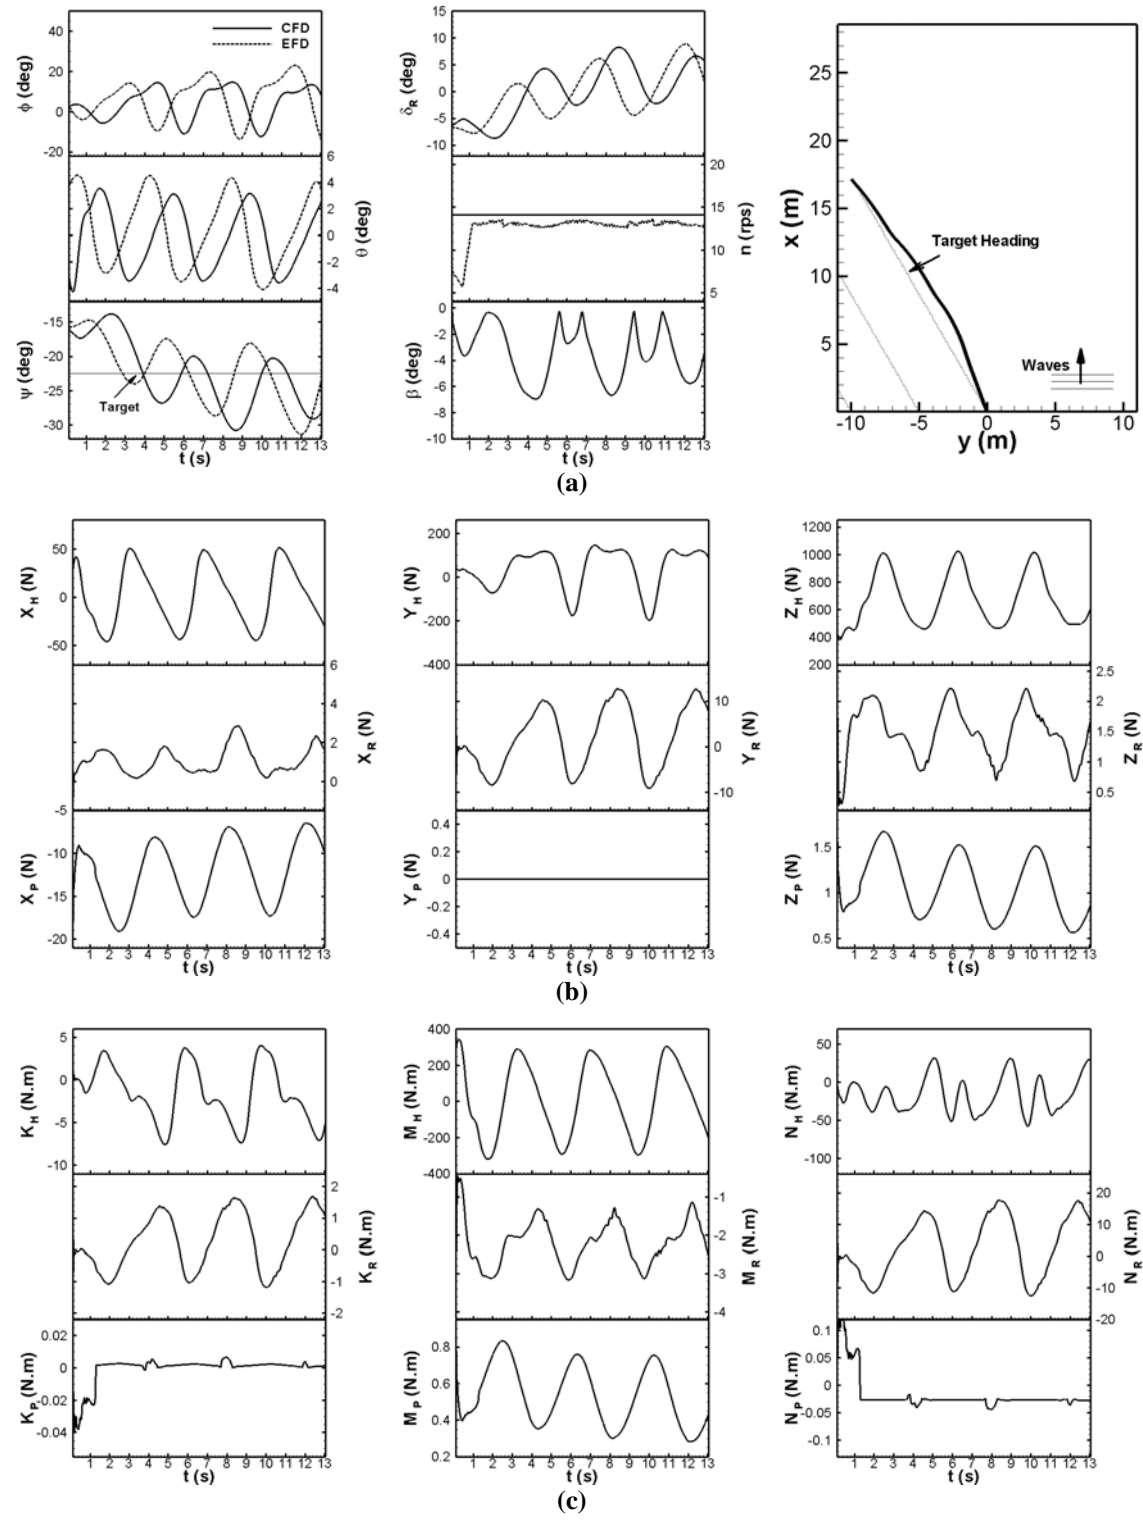 CFD
EFD
ϕ (deg)
40
20
0
-20
θ (deg)
6
4
2
0
-2
-4
ψ (deg)
-15
-20
-25
-30
Target
1 2 3 4 5 6 7 8 9 10 11 12 13
t (s)
δR (deg)
15
10
5
0
-5
-10
n (rps)
20
15
10
5
β (deg)
0
-2
-4
-6
-8
-10
1 2 3 4 5 6 7 8 9 10 11 12 13
t (s)
x (m)
25
20
15
10
5
Target Heading
Waves
-10 -5 0 5 10
y (m)
(a)
XH (N)
50
0
-50
XR (N)
6
4
2
0
XP (N)
-5
-10
-15
-20
1 2 3 4 5 6 7 8 9 10 11 12 13
t (s)
YH (N)
200
0
-200
-400
YR (N)
10
0
-10
YP (N)
0.4
0.2
0
-0.2
-0.4
1 2 3 4 5 6 7 8 9 10 11 12 13
t (s)
ZH (N)
1200
1000
800
600
400
200
ZR (N)
2.5
2
1.5
1
0.5
ZP (N)
1.5
1
0.5
1 2 3 4 5 6 7 8 9 10 11 12 13
t (s)
(b)
KH (N.m)
5
0
-5
-10
KR (N.m)
2
1
0
-1
-2
KP (N.m)
0.02
0
-0.02
-0.04
1 2 3 4 5 6 7 8 9 10 11 12 13
t (s)
MH (N.m)
400
200
0
-200
-400
MR (N.m)
-1
-2
-3
-4
MP (N.m)
0.8
0.6
0.4
0.2
1 2 3 4 5 6 7 8 9 10 11 12 13
t (s)
NH (N.m)
50
0
-50
-100
NR (N.m)
20
10
0
-10
-20
NP (N.m)
0.1
0.05
0
-0.05
-0.1
1 2 3 4 5 6 7 8 9 10 11 12 13
t (s)
(c)